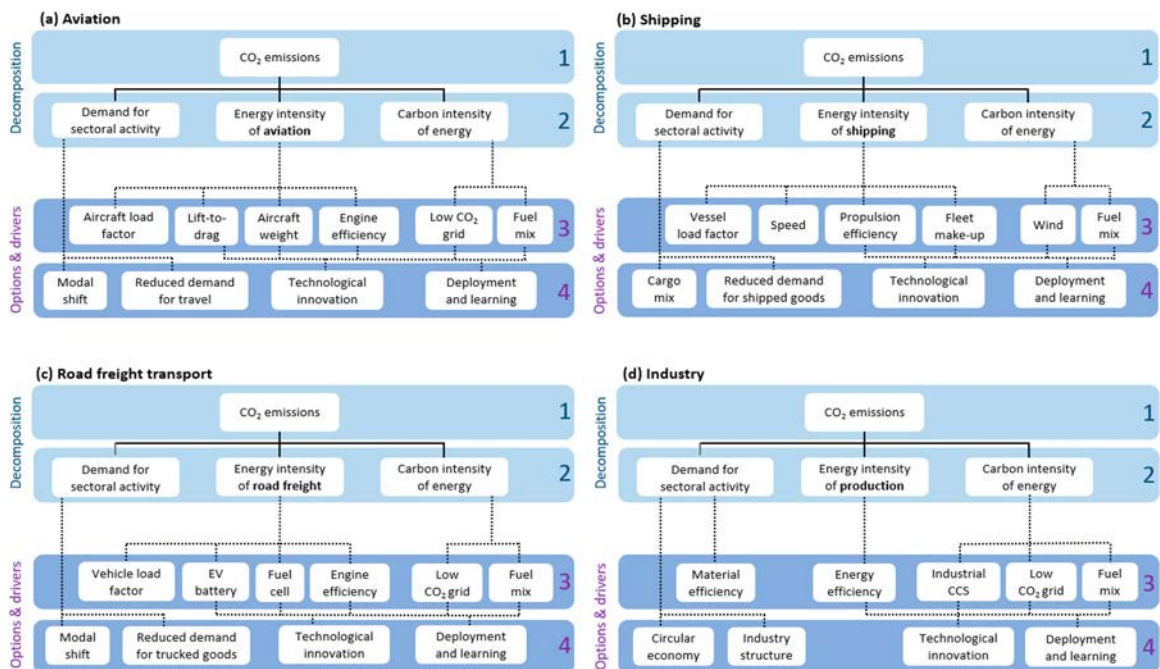 (a) Aviation
Decomposition
CO₂ emissions
1
Demand for
sectoral activity
Energy intensity
of aviation
Carbon intensity
of energy
2
Options & drivers
Aircraft load
factor
Lift-to-
drag
Aircraft
weight
Engine
efficiency
Low CO₂
grid
Fuel
mix
3
Modal
shift
Reduced demand
for travel
Technological
innovation
Deployment
and learning
4
(b) Shipping
Decomposition
CO₂ emissions
1
Demand for
sectoral activity
Energy intensity
of shipping
Carbon intensity
of energy
2
Options & drivers
Vessel
load factor
Speed
Propulsion
efficiency
Fleet
make-up
Wind
Fuel
mix
3
Cargo
mix
Reduced demand
for shipped goods
Technological
innovation
Deployment
and learning
4
(c) Road freight transport
Decomposition
CO₂ emissions
1
Demand for
sectoral activity
Energy intensity
of road freight
Carbon intensity
of energy
2
Options & drivers
Vehicle load
factor
EV
battery
Fuel
cell
Engine
efficiency
Low
CO₂ grid
Fuel
mix
3
Modal
shift
Reduced demand
for trucked goods
Technological
innovation
Deployment
and learning
4
(d) Industry
Decomposition
CO₂ emissions
1
Demand for
sectoral activity
Energy intensity
of production
Carbon intensity
of energy
2
Options & drivers
Material
efficiency
Energy
efficiency
Industrial
CCS
Low
CO₂ grid
Fuel
mix
3
Circular
economy
Industry
structure
Technological
innovation
Deployment
and learning
4